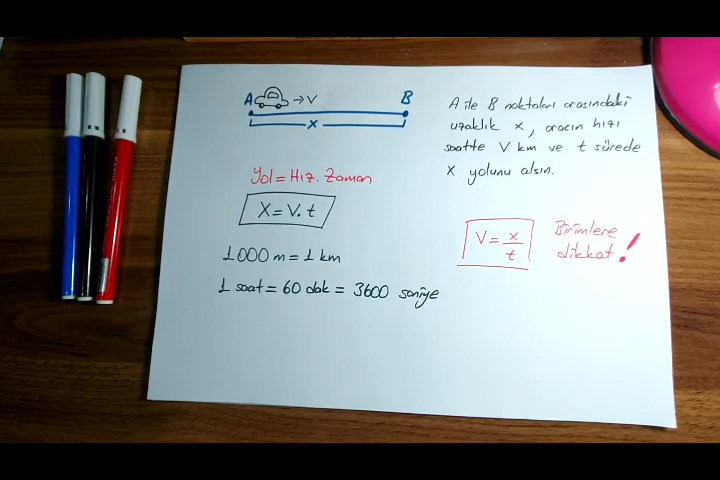 A → V B
x
A ile B noktaları arasındaki
uzaklık x, aracın hızı
saatte V km ve t sürede
x yolunu alsın.
Yol = Hız. Zaman
X = V. t
1000 m = 1 km
1 saat = 60 dak = 3600 saniye
V = x
t
Birimlere
dikkat!